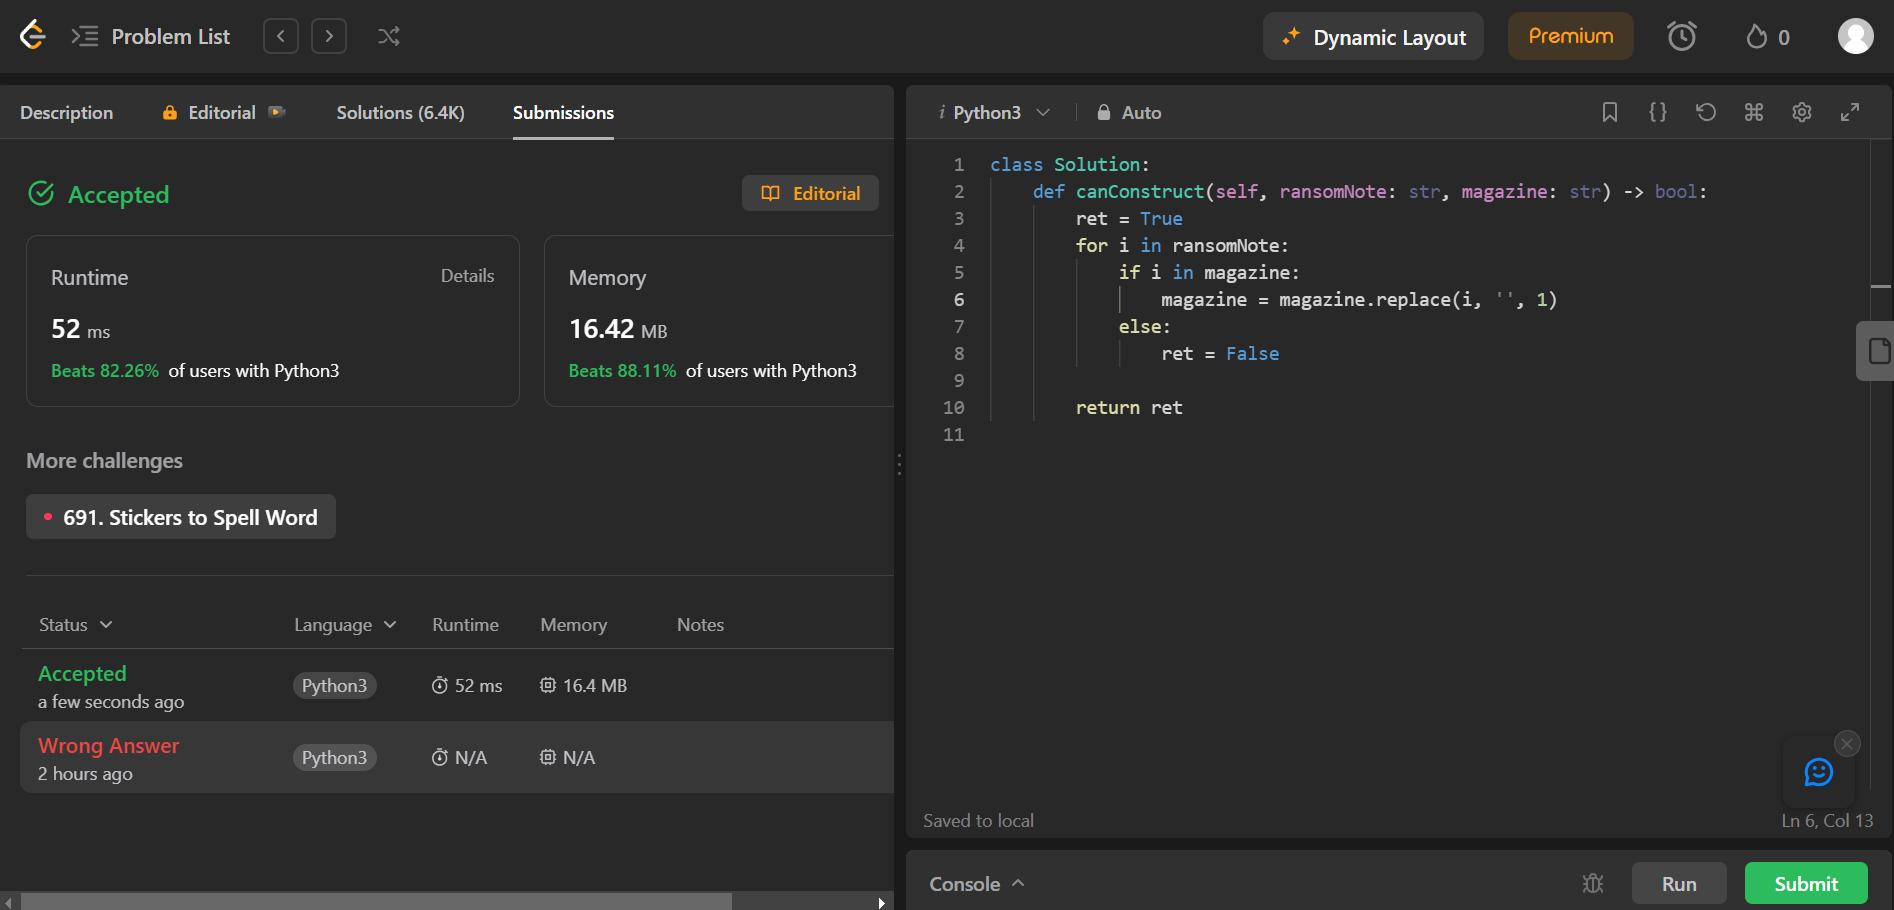 Problem List
Dynamic Layout
Premium
0
Description
Editorial
Solutions (6.4K)
Submissions
Accepted
Editorial
Runtime
Details
52 ms
Beats 82.26% of users with Python3
Memory
16.42 MB
Beats 88.11% of users with Python3
More challenges
691. Stickers to Spell Word
Status Language Runtime Memory Notes
Accepted
a few seconds ago
Python3
52 ms
16.4 MB
Wrong Answer
2 hours ago
Python3
N/A
N/A
i Python3
Auto
1 class Solution:
2     def canConstruct(self, ransomNote: str, magazine: str) -> bool:
3         ret = True
4         for i in ransomNote:
5             if i in magazine:
6                 magazine = magazine.replace(i, '', 1)
7             else:
8                 ret = False
9
10         return ret
11
Saved to local
Ln 6, Col 13
Console
Run
Submit